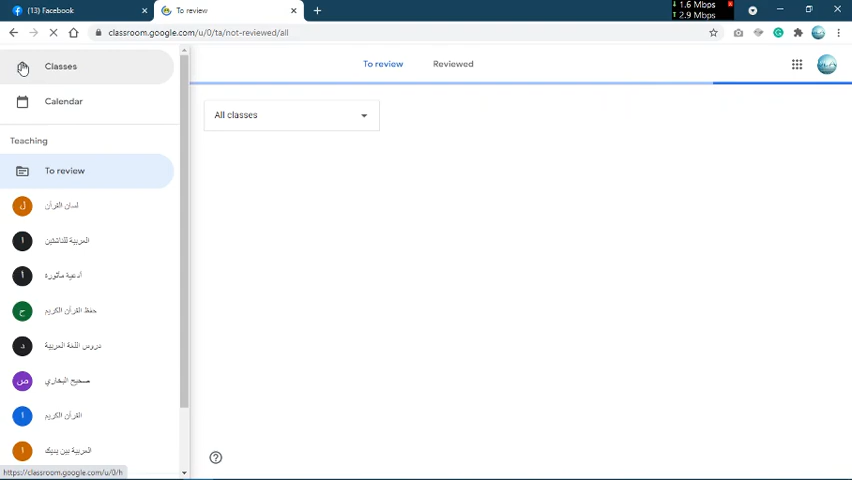 (13) Facebook
To review
1.6 Mbps
2.9 Mbps
classroom.google.com/u/0/ta/not-reviewed/all
Classes
To review
Reviewed
All classes
Calendar
Teaching
To review
ل
لسان القرآن
ا
العربية للناشئين
أ
أدعية مأثورة
ح
حفظ القرآن الكريم
د
دروس اللغة العربية
ص
صحيح البخاري
ا
القرآن الكريم
ا
العربية بين يديك
https://classroom.google.com/u/0/h